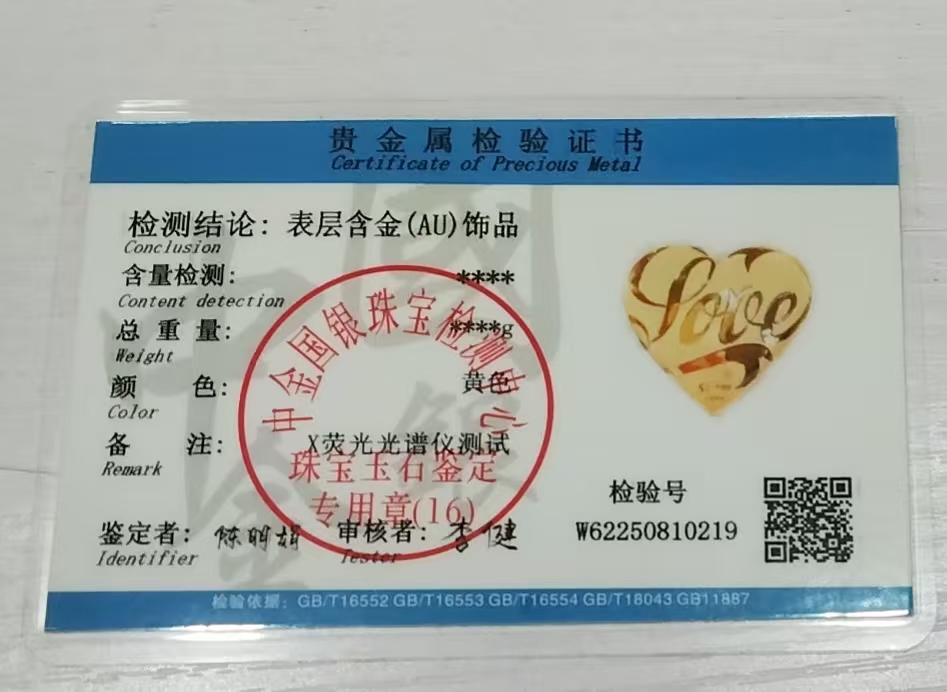 贵金属检验证书
Certificate of Precious Metal
检测结论: 表层含金(AU)饰品
Conclusion
含量检测: ****
Content detection
总重量: ****g
Weight
颜色: 黄色
Color
备注: X荧光光谱仪测试
Remark
中金国银珠宝检测中心
珠宝玉石鉴定
专用章(16)
鉴定者: 陈明 审核者: 李健
Identifier Tester
Love
检验号
W62250810219
检验依据: GB/T16552 GB/T16553 GB/T16554 GB/T18043 GB11887